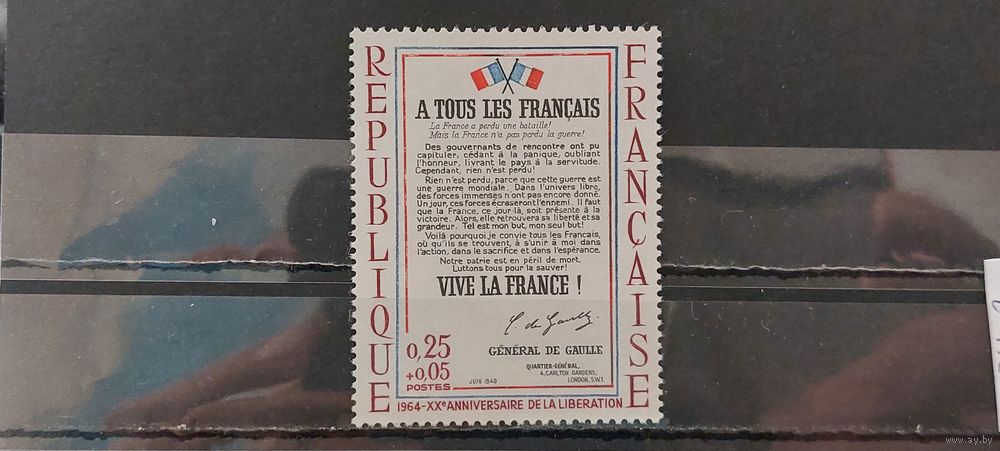 RÉPUBLIQUE
FRANÇAISE
A TOUS LES FRANÇAIS
La France a perdu une bataille!
Mais la France n'a pas perdu la guerre!
Des gouvernants de rencontre ont pu
capituler, cédant à la panique, oubliant
l'honneur, livrant le pays à la servitude.
Cependant, rien n'est perdu!
Rien n'est perdu, parce que cette guerre est
une guerre mondiale. Dans l'univers libre,
des forces immenses n'ont pas encore donné.
Un jour, ces forces écraseront l'ennemi. Il faut
que la France, ce jour-là, soit présente à la
victoire. Alors, elle retrouvera sa liberté et sa
grandeur. Tel est mon but, mon seul but!
Voilà pourquoi je convie tous les Français,
où qu'ils se trouvent, à s'unir à moi dans
l'action, dans le sacrifice et dans l'espérance.
Notre patrie est en péril de mort.
Luttons tous pour la sauver!
VIVE LA FRANCE !
C. de Gaulle
0,25
+0,05
POSTES
GÉNÉRAL DE GAULLE
QUARTIER-GÉNÉRAL,
4, CARLTON GARDENS,
LONDON, S.W.1.
JUIN 1940
1964-XXe ANNIVERSAIRE DE LA LIBERATION
www.ay.by